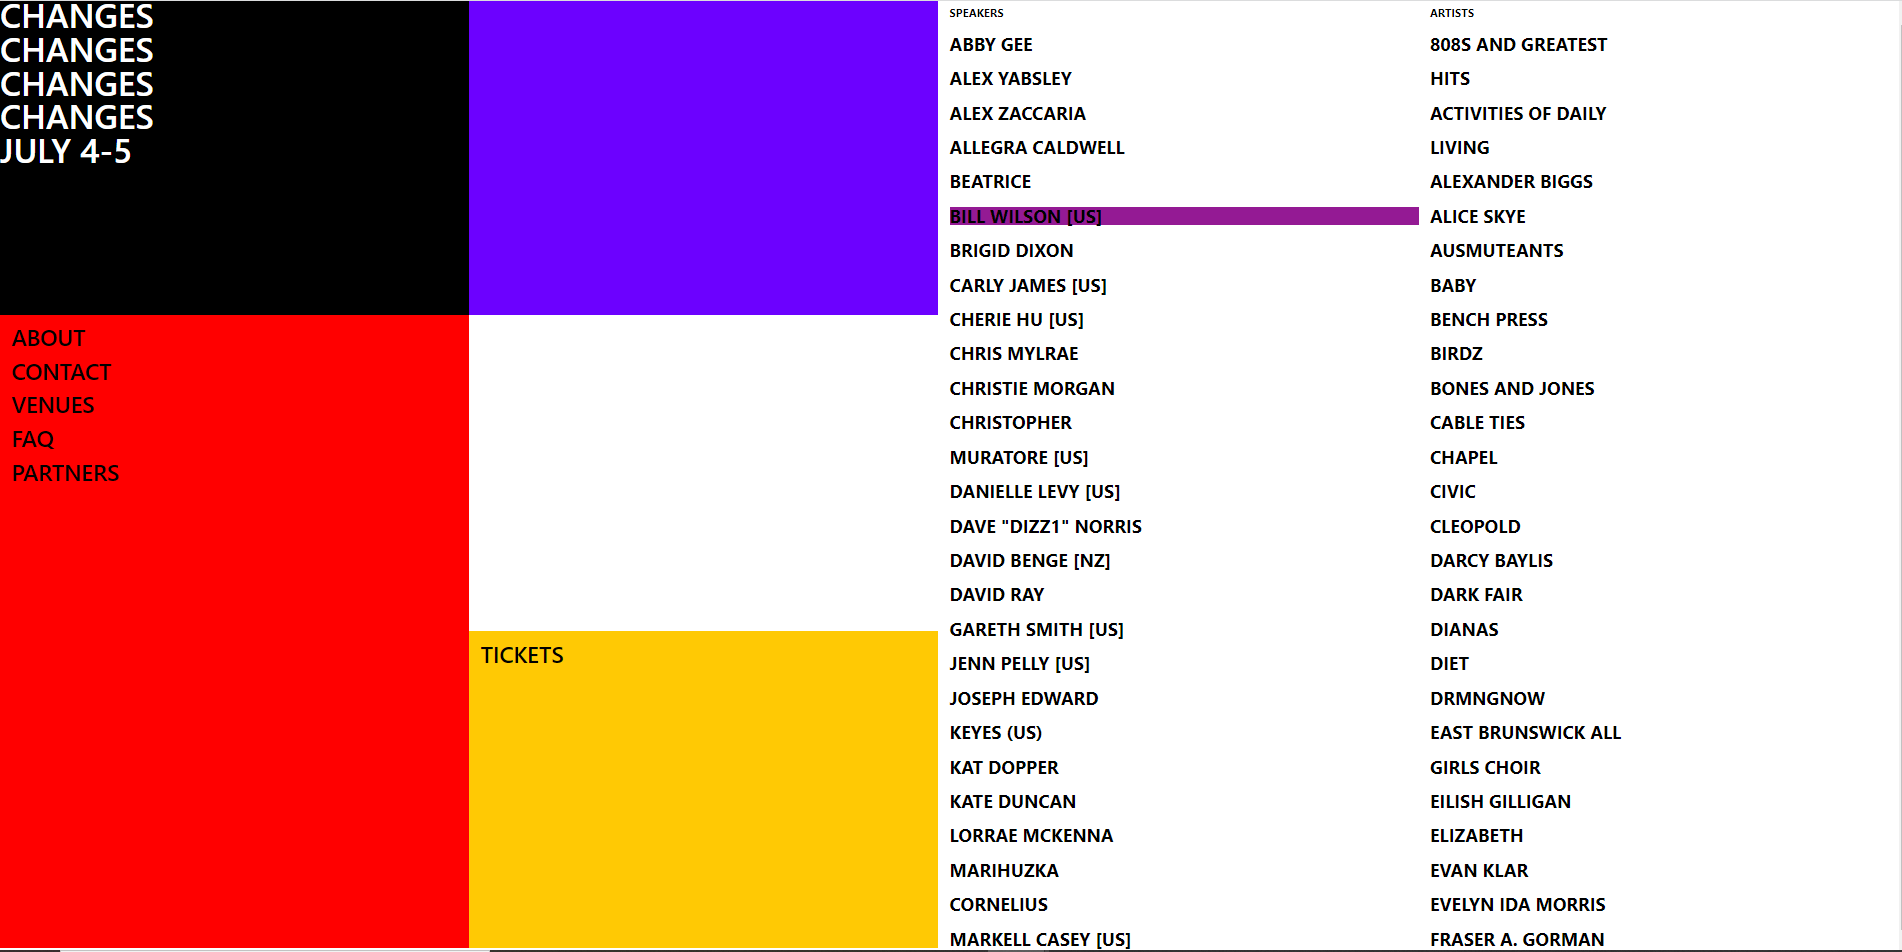 CHANGES
CHANGES
CHANGES
CHANGES
JULY 4-5
ABOUT
CONTACT
VENUES
FAQ
PARTNERS
TICKETS
SPEAKERS
ABBY GEE
ALEX YABSLEY
ALEX ZACCARIA
ALLEGRA CALDWELL
BEATRICE
BILL WILSON [US]
BRIGID DIXON
CARLY JAMES [US]
CHERIE HU [US]
CHRIS MYLRAE
CHRISTIE MORGAN
CHRISTOPHER
MURATORE [US]
DANIELLE LEVY [US]
DAVE "DIZZ1" NORRIS
DAVID BENGE [NZ]
DAVID RAY
GARETH SMITH [US]
JENN PELLY [US]
JOSEPH EDWARD
KEYES (US)
KAT DOPPER
KATE DUNCAN
LORRAE MCKENNA
MARIHUZKA
CORNELIUS
MARKELL CASEY [US]
ARTISTS
808S AND GREATEST
HITS
ACTIVITIES OF DAILY
LIVING
ALEXANDER BIGGS
ALICE SKYE
AUSMUTEANTS
BABY
BENCH PRESS
BIRDZ
BONES AND JONES
CABLE TIES
CHAPEL
CIVIC
CLEOPOLD
DARCY BAYLIS
DARK FAIR
DIANAS
DIET
DRMNGNOW
EAST BRUNSWICK ALL
GIRLS CHOIR
EILISH GILLIGAN
ELIZABETH
EVAN KLAR
EVELYN IDA MORRIS
FRASER A. GORMAN